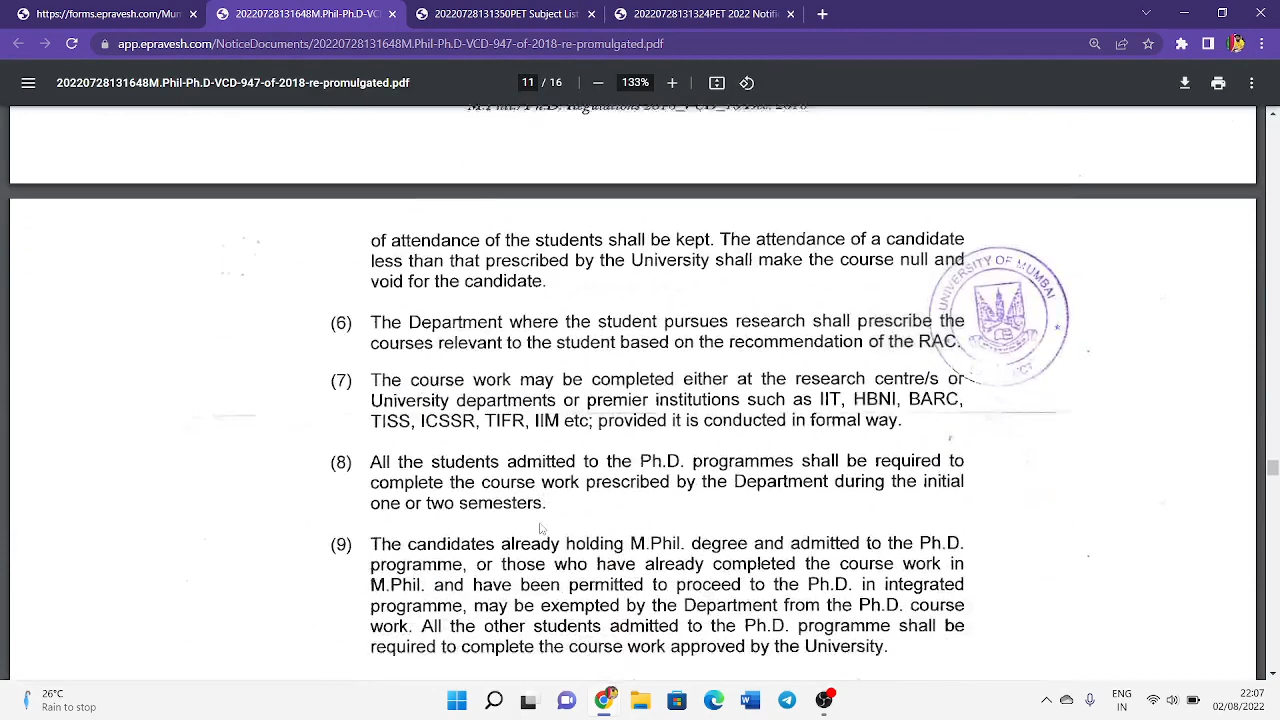 https://forms.epravesh.com/Mun
20220728131648M.Phil-Ph.D-VCD
20220728131350PET Subject List
20220728131324PET 2022 Notific
app.epravesh.com/NoticeDocuments/20220728131648M.Phil-Ph.D-VCD-947-of-2018-re-promulgated.pdf
20220728131648M.Phil-Ph.D-VCD-947-of-2018-re-promulgated.pdf
11 / 16
133%
of attendance of the students shall be kept. The attendance of a candidate
less than that prescribed by the University shall make the course null and
void for the candidate.
UNIVERSITY OF MUMBAI
(6) The Department where the student pursues research shall prescribe the
courses relevant to the student based on the recommendation of the RAC.
(7) The course work may be completed either at the research centre/s or
University departments or premier institutions such as IIT, HBNI, BARC,
TISS, ICSSR, TIFR, IIM etc; provided it is conducted in formal way.
(8) All the students admitted to the Ph.D. programmes shall be required to
complete the course work prescribed by the Department during the initial
one or two semesters.
(9) The candidates already holding M.Phil. degree and admitted to the Ph.D.
programme, or those who have already completed the course work in
M.Phil. and have been permitted to proceed to the Ph.D. in integrated
programme, may be exempted by the Department from the Ph.D. course
work. All the other students admitted to the Ph.D. programme shall be
required to complete the course work approved by the University.
26°C
Rain to stop
ENG
IN
22:07
02/08/2022